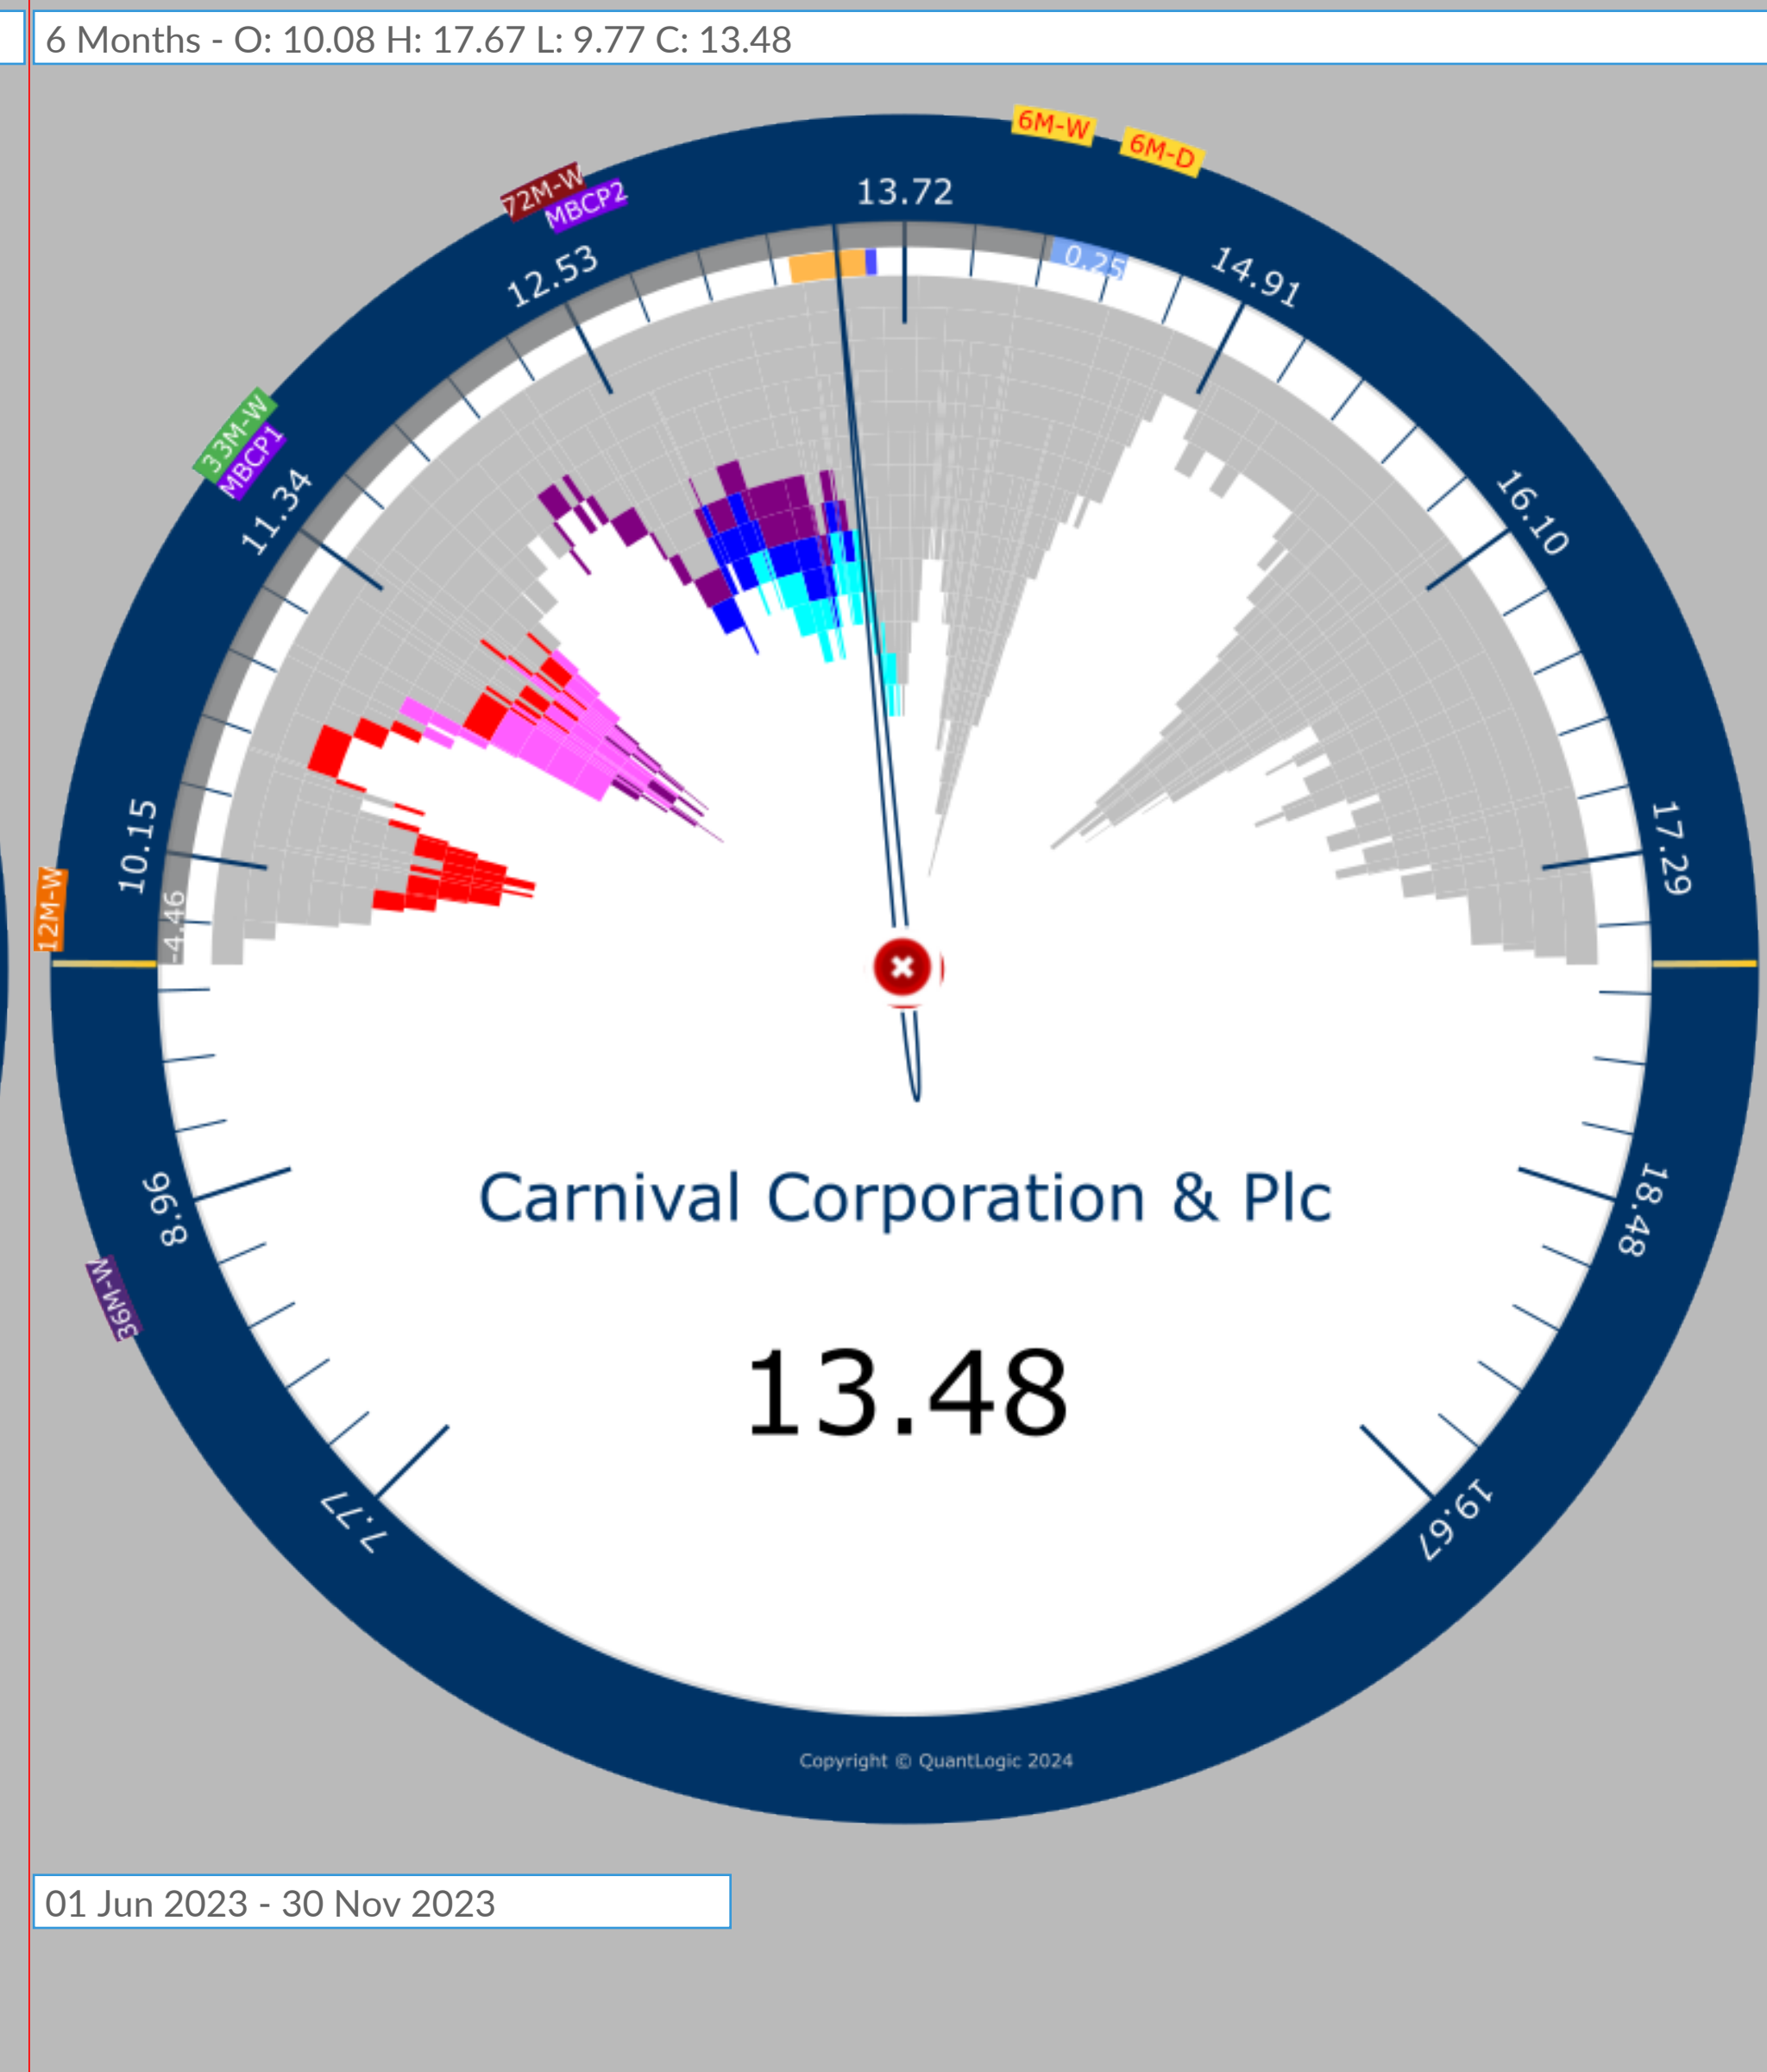 6 Months - O: 10.08 H: 17.67 L: 9.77 C: 13.48
6M-W
6M-D
72M-W
MBCP2
13.72
12.53
0.25
14.91
33M-W
MBCP1
11.34
16.10
10.15
17.29
12M-W
-4.46
8.96
18.48
36M-W
Carnival Corporation & Plc
13.48
7.77
19.67
Copyright © QuantLogic 2024
01 Jun 2023 - 30 Nov 2023